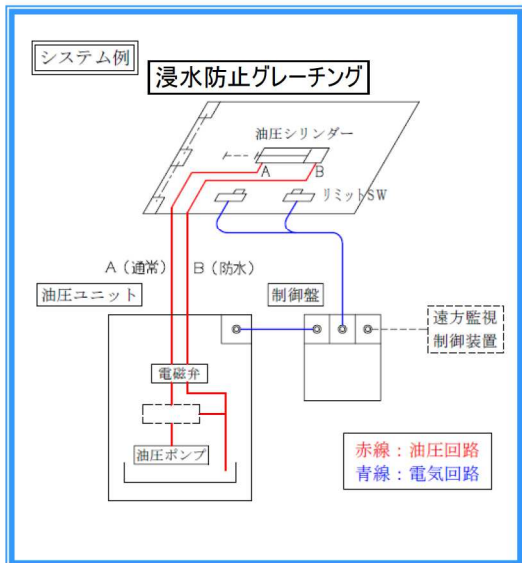 システム例
浸水防止グレーチング
油圧シリンダー
A
B
リミットSW
A（通常）
B（防水）
油圧ユニット
制御盤
遠方監視
制御装置
電磁弁
油圧ポンプ
赤線：油圧回路
青線：電気回路